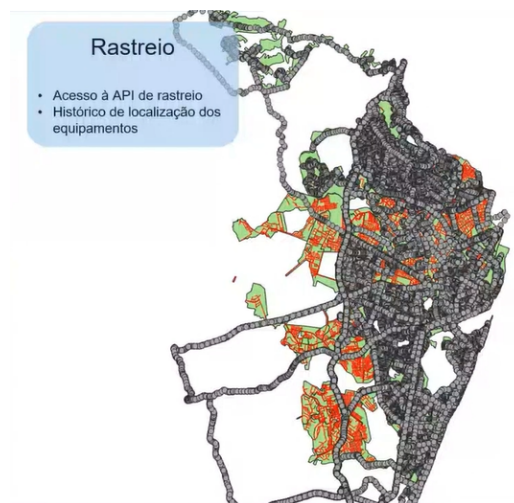 Rastreio
• Acesso à API de rastreio
• Histórico de localização dos
equipamentos